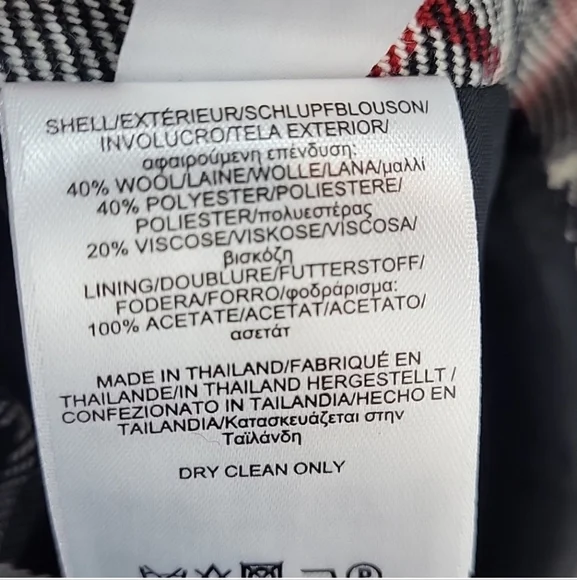 SHELL/EXTÉRIEUR/SCHLUPFBLOUSON/
INVOLUCRO/TELA EXTERIOR/
αφαιρούμενη επένδυση:
40% WOOL/LAINE/WOLLE/LANA/μαλλί
40% POLYESTER/POLIESTERE/
POLIESTER/πολυεστέρας
20% VISCOSE/VISKOSE/VISCOSA/
βισκόζη
LINING/DOUBLURE/FUTTERSTOFF/
FODERA/FORRO/φοδράρισμα:
100% ACETATE/ACETAT/ACETATO/
ασετάτ
MADE IN THAILAND/FABRIQUÉ EN
THAILANDE/IN THAILAND HERGESTELLT /
CONFEZIONATO IN TAILANDIA/HECHO EN
TAILANDIA/Κατασκευάζεται στην
Ταϊλάνδη
DRY CLEAN ONLY